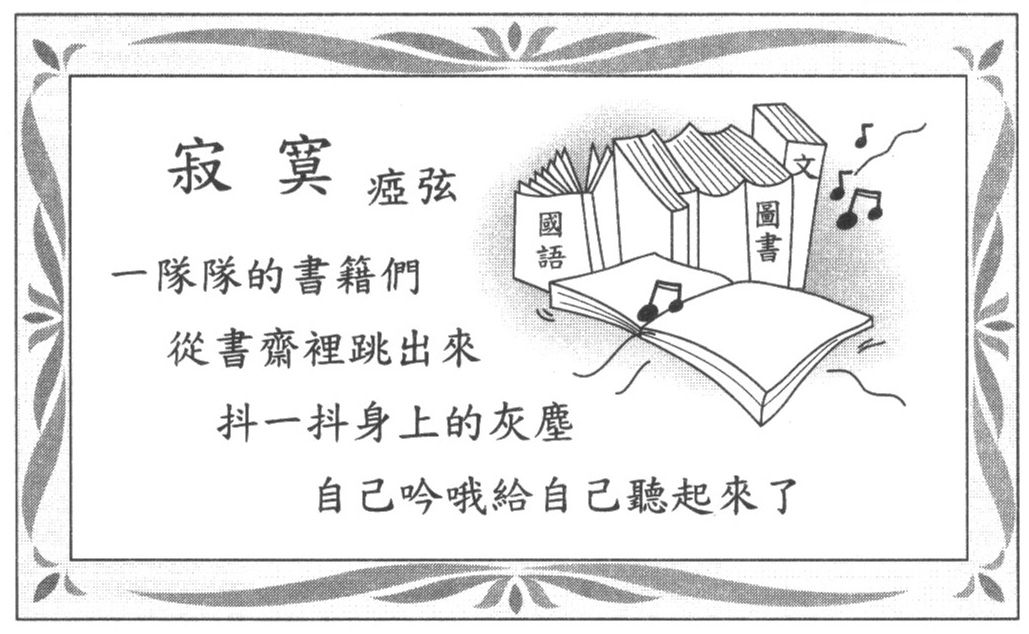 寂寞 瘂弦
一隊隊的書籍們
從書齋裡跳出來
抖一抖身上的灰塵
自己吟哦給自己聽起來了
國語
圖書
文